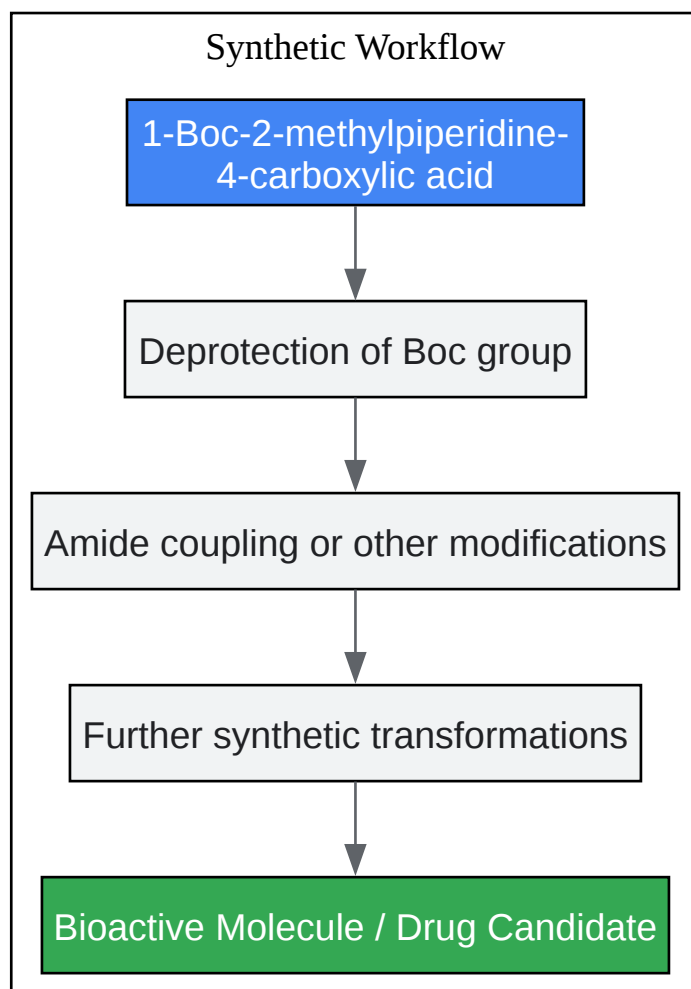 Synthetic Workflow
1-Boc-2-methylpiperidine-
4-carboxylic acid
Deprotection of Boc group
Amide coupling or other modifications
Further synthetic transformations
Bioactive Molecule / Drug Candidate